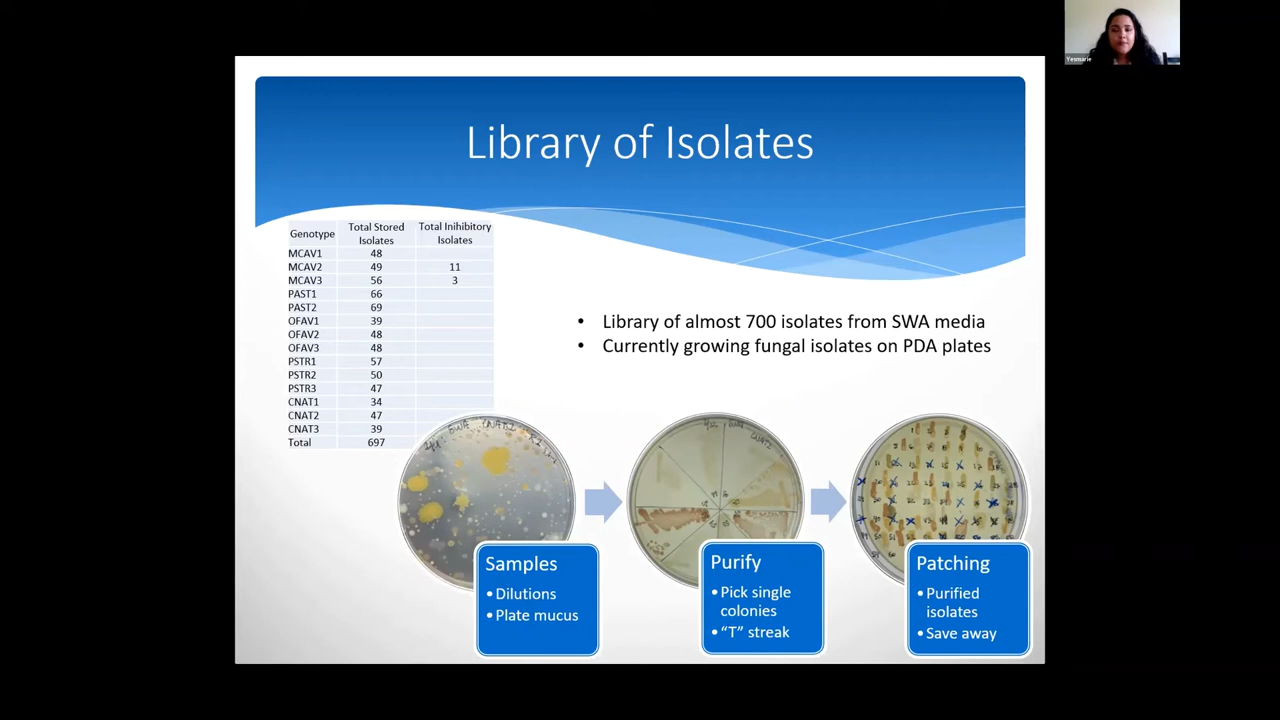 Yesmarie
Library of Isolates
Genotype Total Stored Isolates Total Inihibitory Isolates
MCAV1 48
MCAV2 49 11
MCAV3 56 3
PAST1 66
PAST2 69
OFAV1 39
OFAV2 48
OFAV3 48
PSTR1 57
PSTR2 50
PSTR3 47
CNAT1 34
CNAT2 47
CNAT3 39
Total 697
• Library of almost 700 isolates from SWA media
• Currently growing fungal isolates on PDA plates
Samples
• Dilutions
• Plate mucus
Purify
• Pick single
colonies
• “T” streak
Patching
• Purified
isolates
• Save away